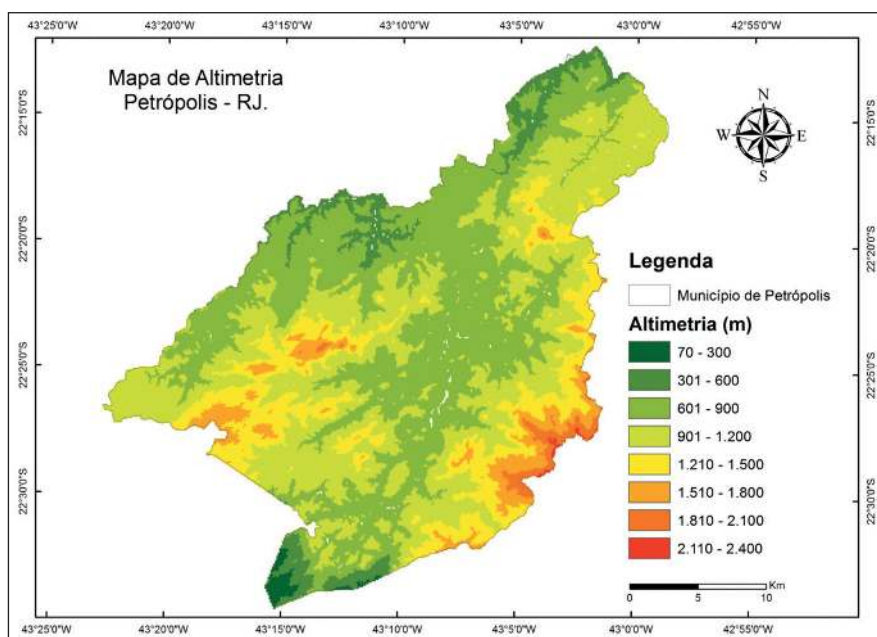 43°25'0"W 43°20'0"W 43°15'0"W 43°10'0"W 43°5'0"W 43°0'0"W 42°55'0"W
Mapa de Altimetria
Petrópolis - RJ.
N
W E
S
22°15'0"S 22°15'0"S
22°20'0"S 22°20'0"S
Legenda
Município de Petrópolis
Altimetria (m)
70 - 300
301 - 600
601 - 900
901 - 1.200
1.210 - 1.500
1.510 - 1.800
1.810 - 2.100
2.110 - 2.400
22°25'0"S 22°25'0"S
22°30'0"S 22°30'0"S
Km
0 5 10
43°25'0"W 43°20'0"W 43°15'0"W 43°10'0"W 43°5'0"W 43°0'0"W 42°50'0"W